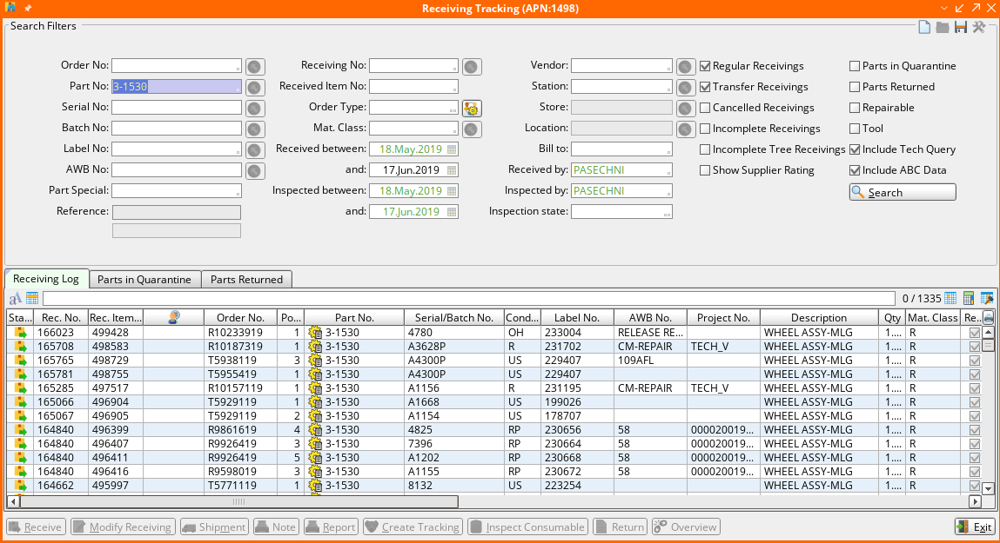 Receiving Tracking (APN:1498)
Search Filters
Order No: Receiving No: Vendor: Regular Receivings Parts in Quarantine
Part No: 3-1530 Received Item No: Station: Transfer Receivings Parts Returned
Serial No: Order Type: Store: Cancelled Receivings Repairable
Batch No: Mat. Class: Location: Incomplete Receivings Tool
Label No: Received between: 18.May.2019 Bill to: Incomplete Tree Receivings Include Tech Query
AWB No: and: 17.Jun.2019 Received by: PASECHNI Show Supplier Rating Include ABC Data
Part Special: Inspected between: 18.May.2019 Inspected by: PASECHNI Search
Reference: and: 17.Jun.2019 Inspection state:
Receiving Log Parts in Quarantine Parts Returned
aA 0 / 1335
Sta... Rec. No. Rec. Item... Order No. Po... Part No. Serial/Batch No. Cond... Label No. AWB No. Project No. Description Qty Mat. Class Re...
166023 499428 R10233919 1 3-1530 4780 OH 233004 RELEASE RE... WHEEL ASSY-MLG 1.... R
165708 498583 R10187319 1 3-1530 A3628P R 231702 CM-REPAIR TECH_V WHEEL ASSY-MLG 1.... R
165765 498729 T5938119 3 3-1530 A4300P US 229407 109AFL WHEEL ASSY-MLG 1.... R
165781 498755 T5955419 1 3-1530 A4300P US 229407 WHEEL ASSY-MLG 1.... R
165285 497517 R10157119 1 3-1530 A1156 R 231195 CM-REPAIR TECH_V WHEEL ASSY-MLG 1.... R
165066 496904 T5929119 1 3-1530 A1668 US 199026 WHEEL ASSY-MLG 1.... R
165067 496905 T5929119 2 3-1530 A1154 US 178707 WHEEL ASSY-MLG 1.... R
164840 496399 R9861619 4 3-1530 4825 RP 230656 58 000020019... WHEEL ASSY-MLG 1.... R
164840 496407 R9926419 3 3-1530 7396 RP 230664 58 000020019... WHEEL ASSY-MLG 1.... R
164840 496411 R9926419 5 3-1530 A1202 RP 230668 58 000020019... WHEEL ASSY-MLG 1.... R
164840 496416 R9598019 3 3-1530 A1155 RP 230672 58 000020019... WHEEL ASSY-MLG 1.... R
164662 495997 T5771119 1 3-1530 8132 US 223254 WHEEL ASSY-MLG 1.... R
Receive Modify Receiving Shipment Note Report Create Tracking Inspect Consumable Return Overview Exit